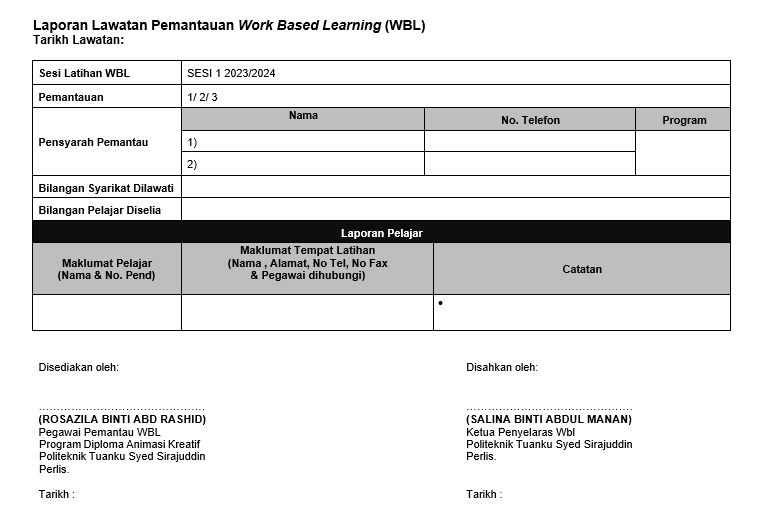 Laporan Lawatan Pemantauan Work Based Learning (WBL)
Tarikh Lawatan:
Sesi Latihan WBL SESI 1 2023/2024
Pemantauan 1/ 2/ 3
Pensyarah Pemantau
Nama No. Telefon Program
1)
2)
Bilangan Syarikat Dilawati
Bilangan Pelajar Diselia
Laporan Pelajar
Maklumat Pelajar
(Nama & No. Pend)
Maklumat Tempat Latihan
(Nama , Alamat, No Tel, No Fax
& Pegawai dihubungi)
Catatan
•
Disediakan oleh:
..................................................
(ROSAZILA BINTI ABD RASHID)
Pegawai Pemantau WBL
Program Diploma Animasi Kreatif
Politeknik Tuanku Syed Sirajuddin
Perlis.
Tarikh :
Disahkan oleh:
..................................................
(SALINA BINTI ABDUL MANAN)
Ketua Penyelaras Wbl
Politeknik Tuanku Syed Sirajuddin
Perlis.
Tarikh :